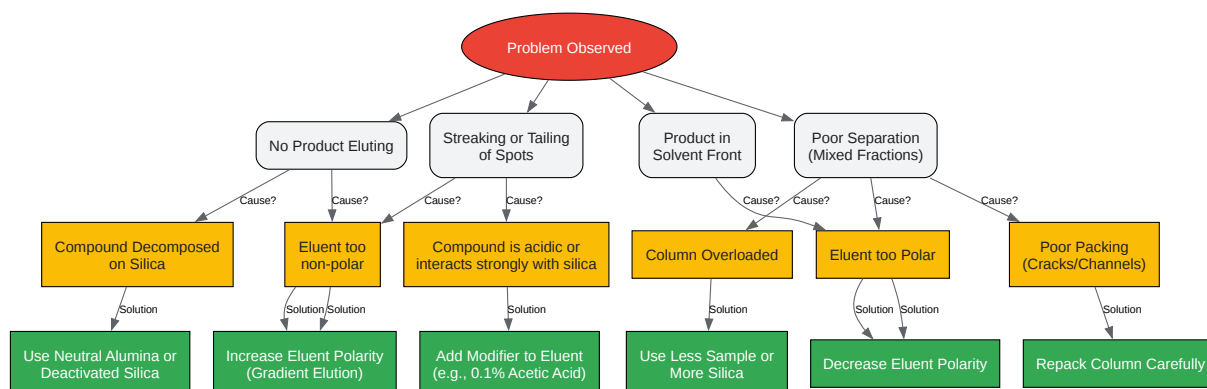 Problem Observed
No Product Eluting
Streaking or Tailing
of Spots
Product in
Solvent Front
Poor Separation
(Mixed Fractions)
Cause?
Cause?
Cause?
Cause?
Cause?
Cause?
Cause?
Cause?
Compound Decomposed
on Silica
Eluent too
non-polar
Compound is acidic or
interacts strongly with silica
Column Overloaded
Eluent too Polar
Poor Packing
(Cracks/Channels)
Solution
Solution
Solution
Solution
Solution
Solution
Solution
Solution
Use Neutral Alumina or
Deactivated Silica
Increase Eluent Polarity
(Gradient Elution)
Add Modifier to Eluent
(e.g., 0.1% Acetic Acid)
Use Less Sample or
More Silica
Decrease Eluent Polarity
Repack Column Carefully